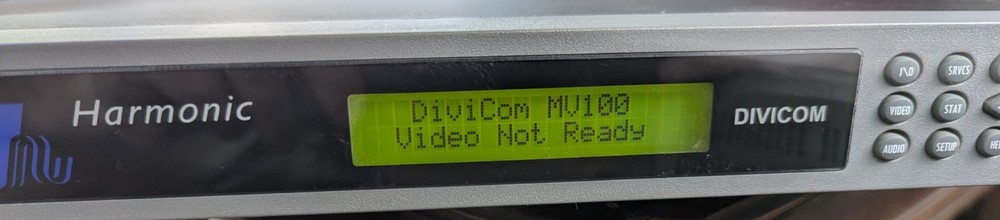 Harmonic
DiviCom MV100
Video Not Ready
DIVICOM
I\O SRVCS
VIDEO STAT
AUDIO SETUP